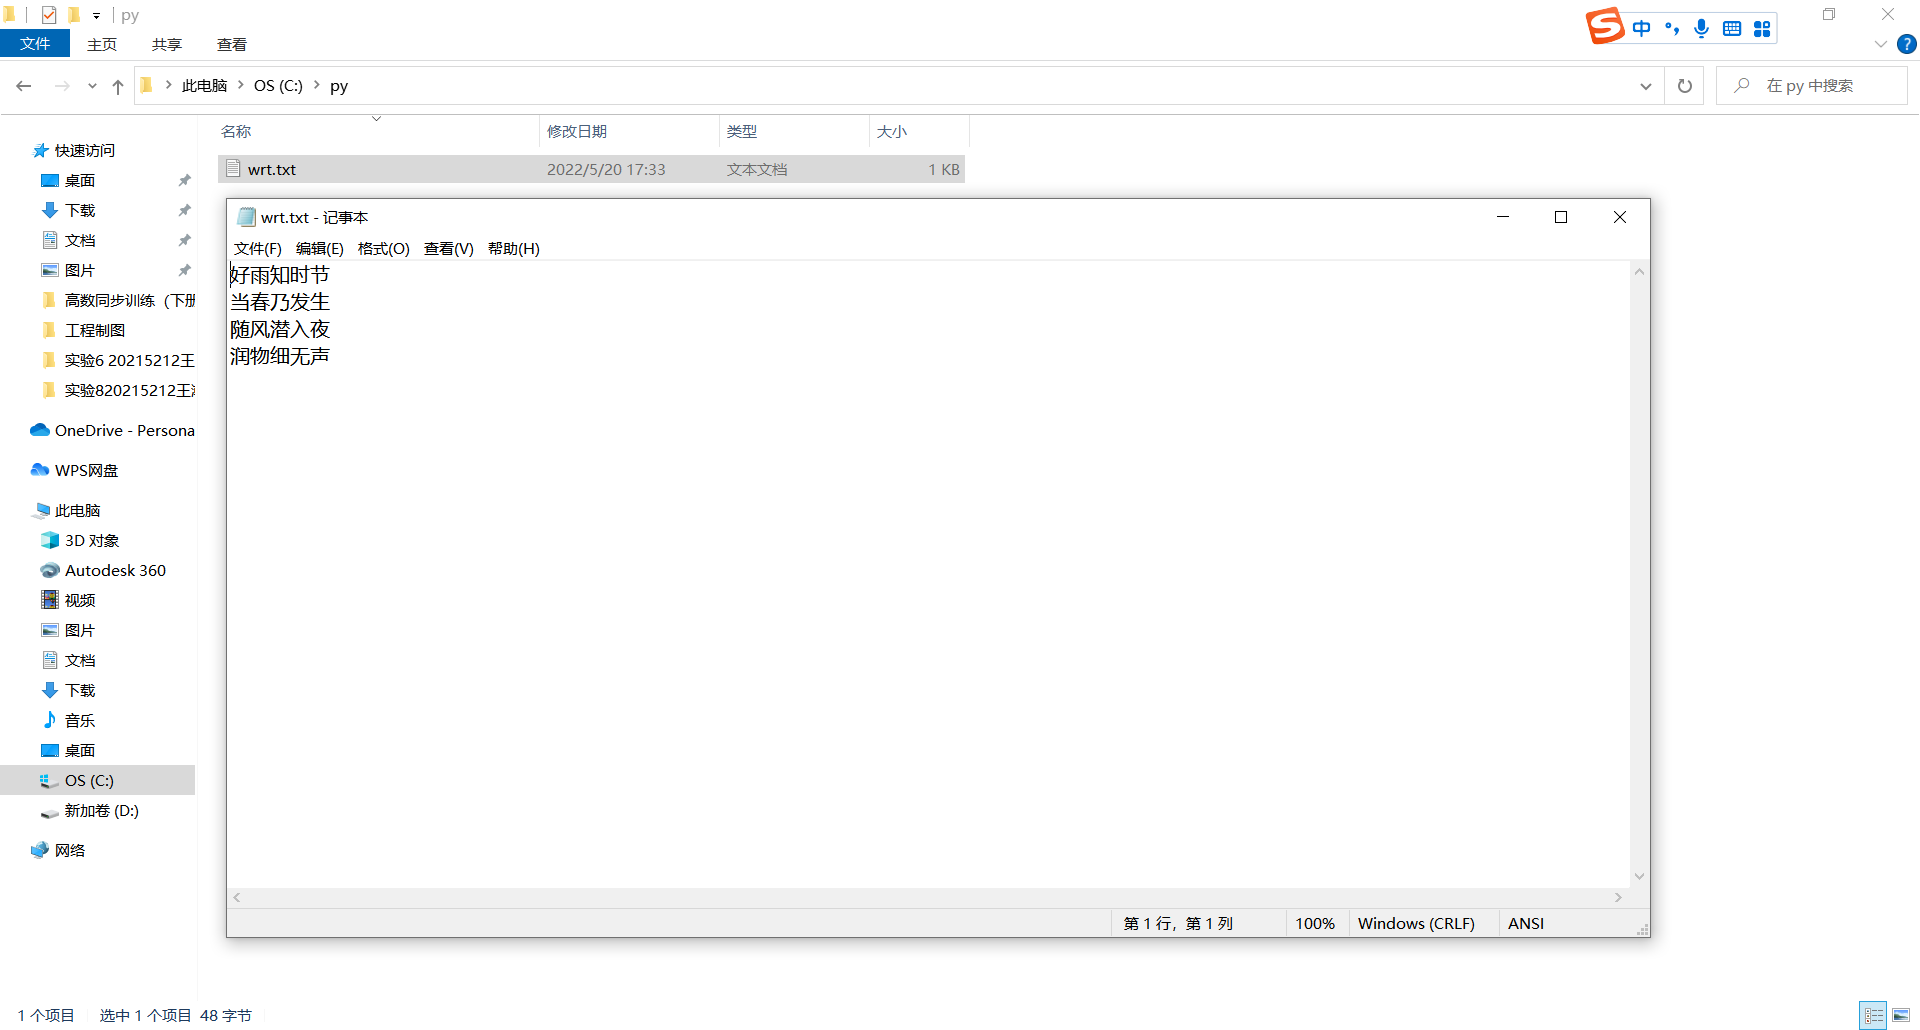 py
文件 主页 共享 查看
此电脑 OS (C:) py
在 py 中搜索
名称 修改日期 类型 大小
wrt.txt 2022/5/20 17:33 文本文档 1 KB
快速访问
桌面
下载
文档
图片
高数同步训练（下册
工程制图
实验6 20215212王
实验820215212王
OneDrive - Persona
WPS网盘
此电脑
3D 对象
Autodesk 360
视频
图片
文档
下载
音乐
桌面
OS (C:)
新加卷 (D:)
网络
wrt.txt - 记事本
文件(F) 编辑(E) 格式(O) 查看(V) 帮助(H)
好雨知时节
当春乃发生
随风潜入夜
润物细无声
第 1 行，第 1 列 100% Windows (CRLF) ANSI
1 个项目 选中 1 个项目 48 字节
中